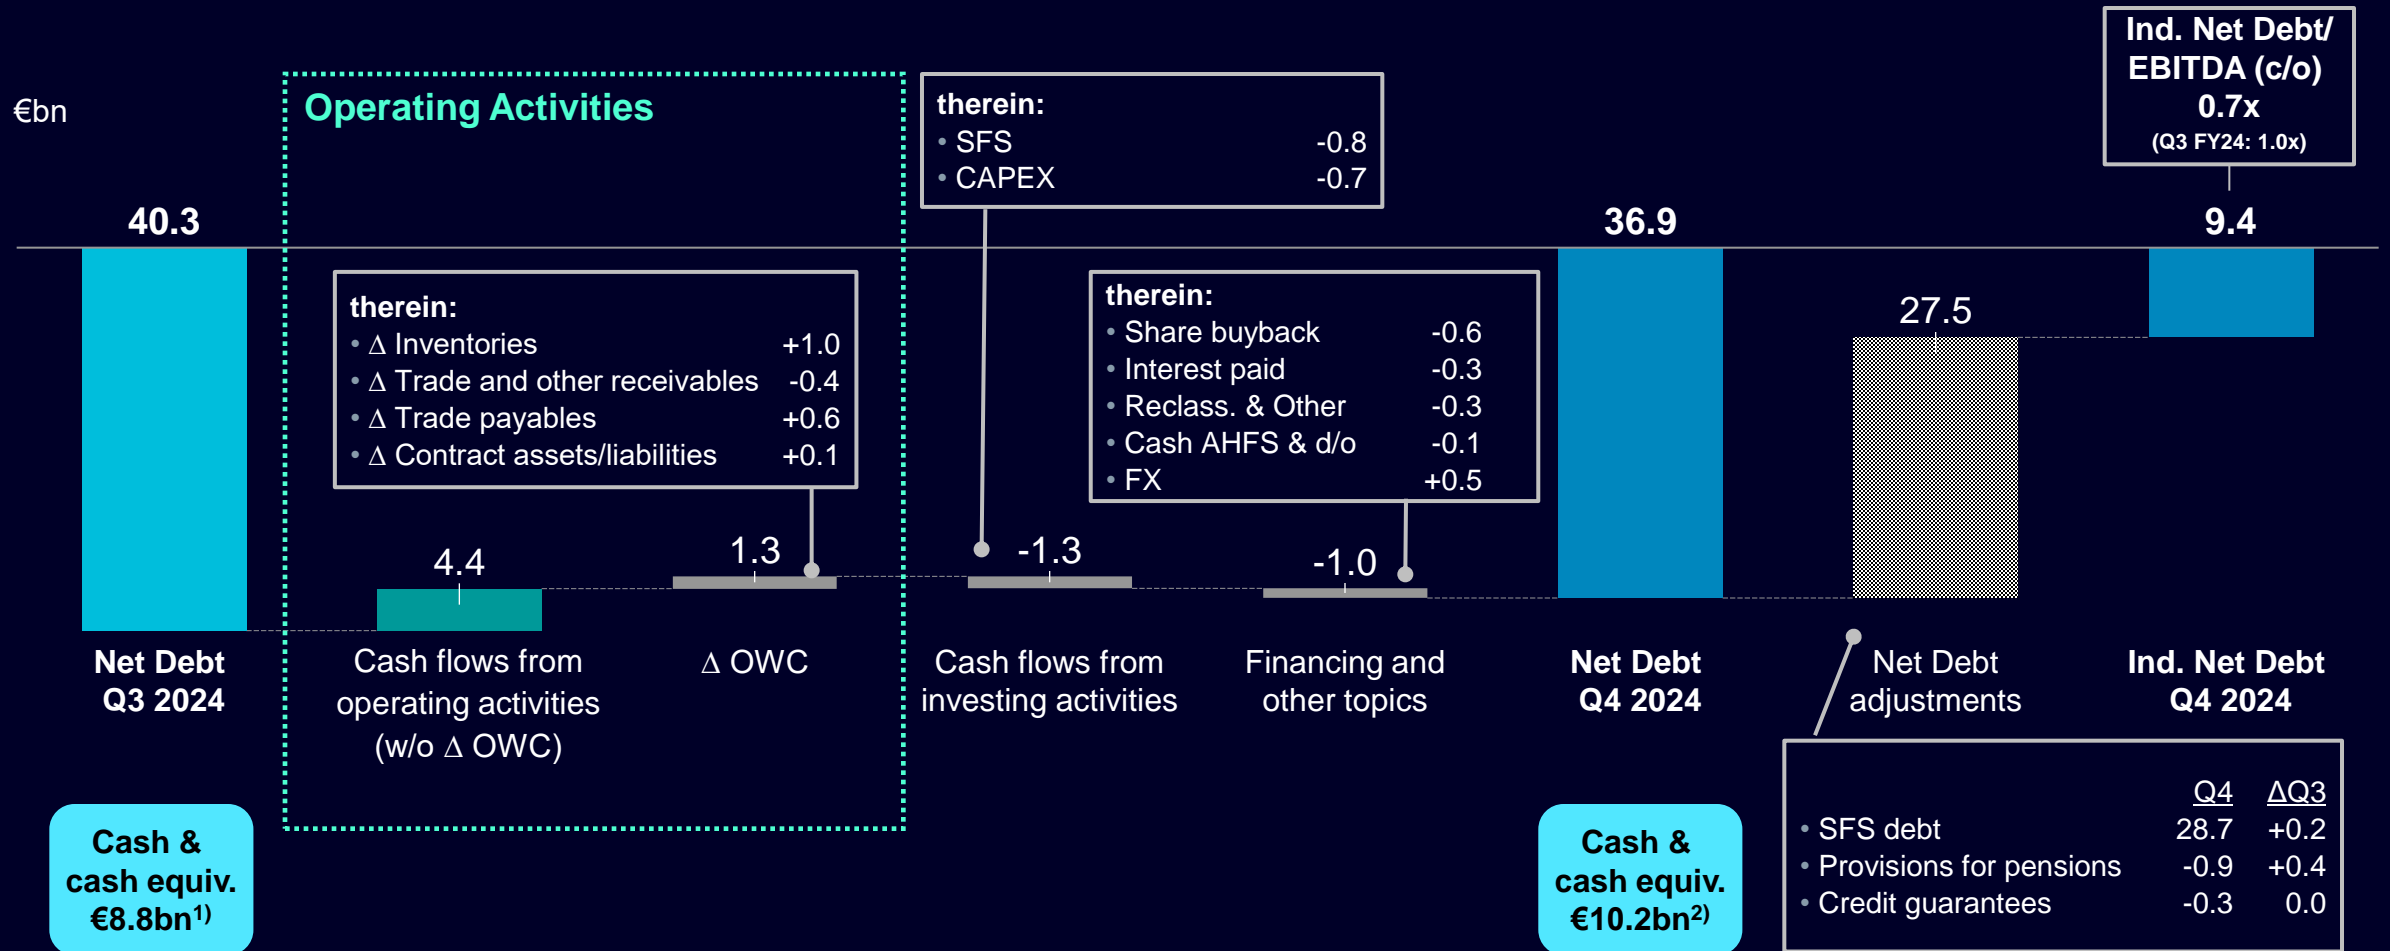 €bn
Operating Activities
therein:
• SFS -0.8
• CAPEX -0.7
Ind. Net Debt/
EBITDA (c/o)
0.7x
(Q3 FY24: 1.0x)
40.3
36.9
9.4
therein:
• Δ Inventories +1.0
• Δ Trade and other receivables -0.4
• Δ Trade payables +0.6
• Δ Contract assets/liabilities +0.1
therein:
• Share buyback -0.6
• Interest paid -0.3
• Reclass. & Other -0.3
• Cash AHFS & d/o -0.1
• FX +0.5
27.5
4.4
1.3
-1.3
-1.0
Net Debt
Q3 2024
Cash flows from
operating activities
(w/o Δ OWC)
Δ OWC
Cash flows from
investing activities
Financing and
other topics
Net Debt
Q4 2024
Net Debt
adjustments
Ind. Net Debt
Q4 2024
Cash &
cash equiv.
€8.8bn1)
Cash &
cash equiv.
€10.2bn2)
Q4 ΔQ3
• SFS debt 28.7 +0.2
• Provisions for pensions -0.9 +0.4
• Credit guarantees -0.3 0.0